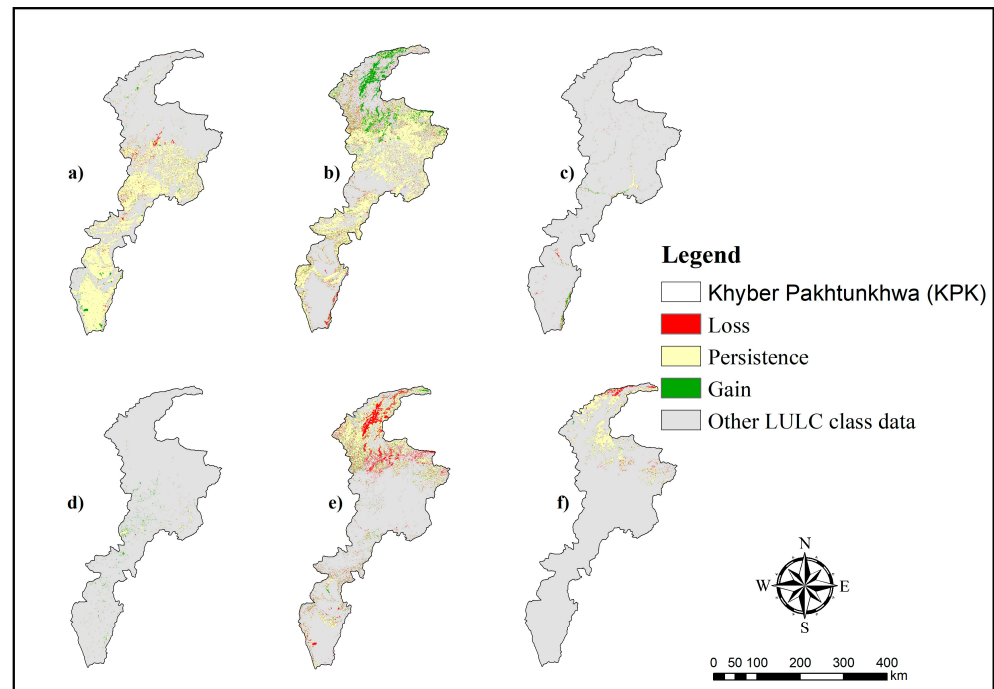 a)
b)
c)
Legend
Khyber Pakhtunkhwa (KPK)
Loss
Persistence
Gain
Other LULC class data
d)
e)
f)
N
W E
S
0 50 100 200 300 400
km